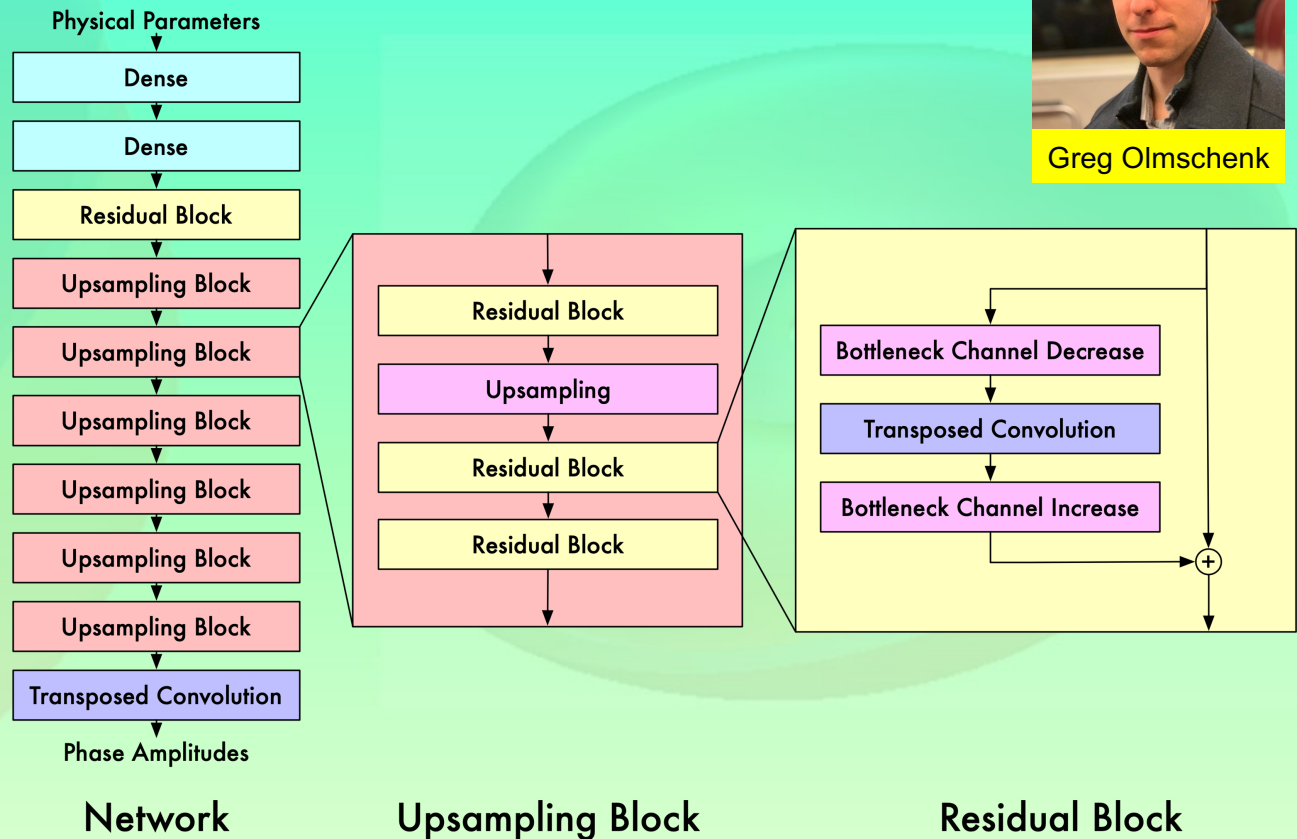 Physical Parameters
Dense
Dense
Residual Block
Upsampling Block
Upsampling Block
Upsampling Block
Upsampling Block
Upsampling Block
Upsampling Block
Transposed Convolution
Phase Amplitudes
Network
Residual Block
Upsampling
Residual Block
Residual Block
Upsampling Block
Greg Olmschenk
Bottleneck Channel Decrease
Transposed Convolution
Bottleneck Channel Increase
+
Residual Block